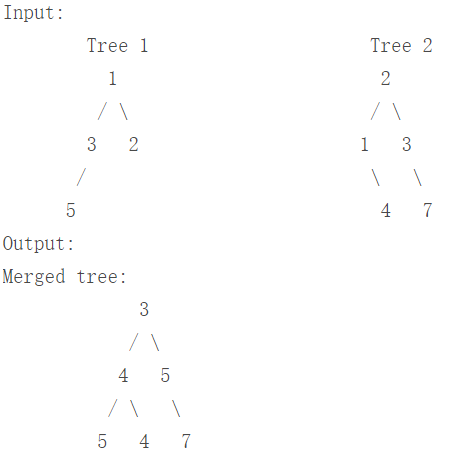 Input:
        Tree 1                     Tree 2
          1                         2
         / \                       / \
        3   2                     1   3
       /                           \   \
      5                             4   7
Output:
Merged tree:
             3
            / \
           4   5
          / \   \
         5   4   7